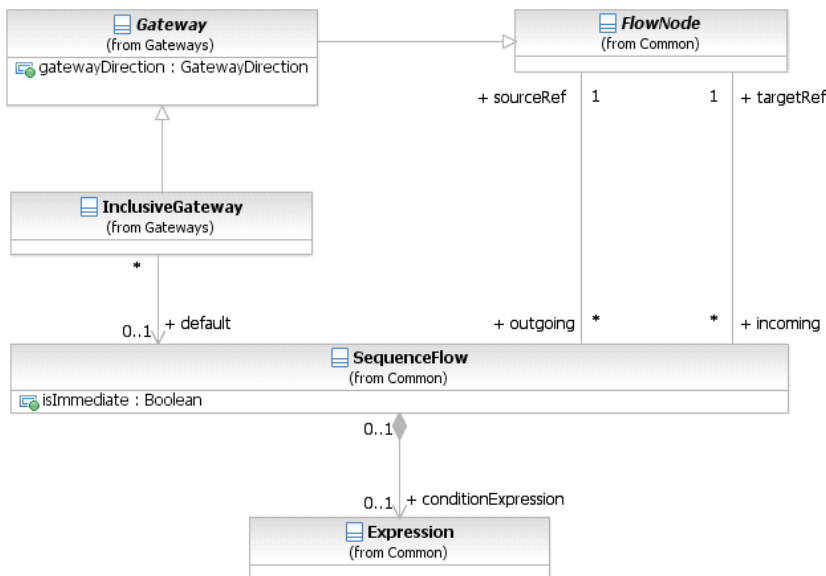 Gateway
(from Gateways)
gatewayDirection : GatewayDirection
FlowNode
(from Common)
+ sourceRef
1
1
+ targetRef
InclusiveGateway
(from Gateways)
*
0..1
+ default
+ outgoing
*
*
+ incoming
SequenceFlow
(from Common)
isImmediate : Boolean
0..1
0..1
+ conditionExpression
Expression
(from Common)